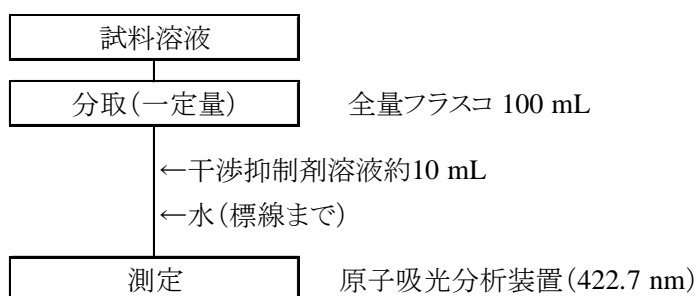 試料溶液
分取(一定量) 全量フラスコ 100 mL
←干渉抑制剤溶液約10 mL
←水(標線まで)
測定 原子吸光分析装置(422.7 nm)